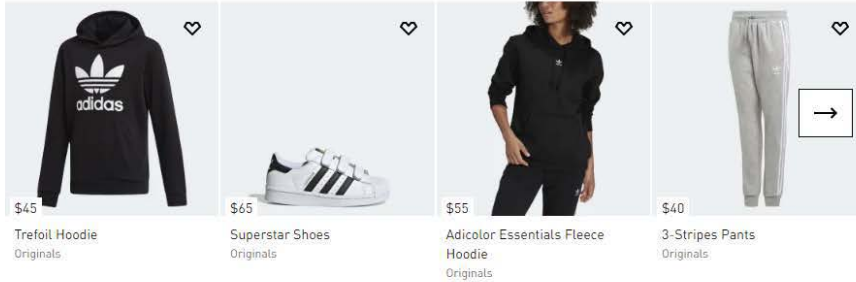 adidas
$45
Trefoil Hoodie
Originals
$65
Superstar Shoes
Originals
$55
Adicolor Essentials Fleece
Hoodie
Originals
$40
3-Stripes Pants
Originals